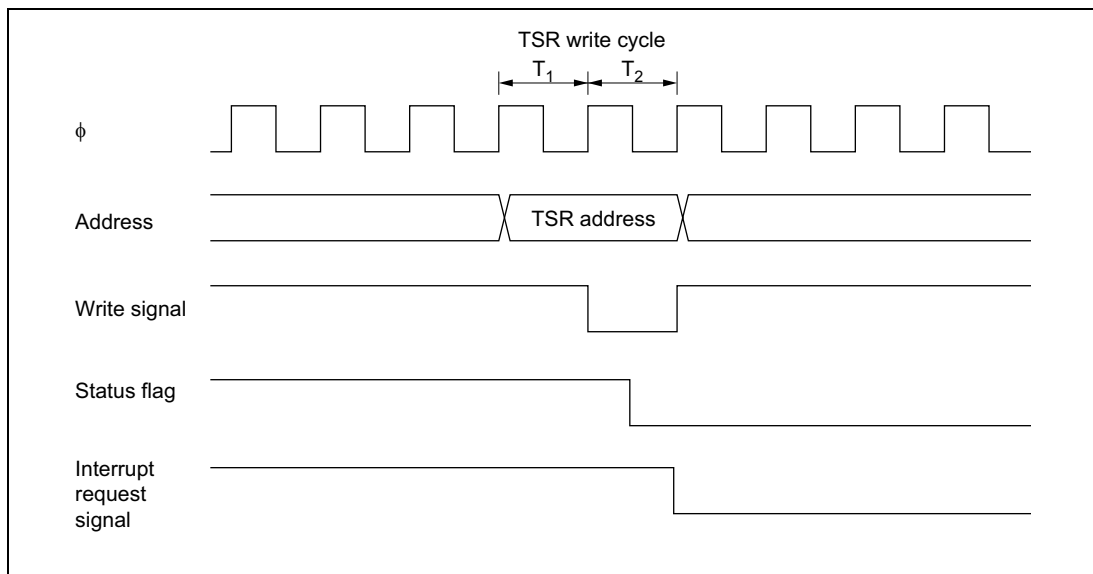 TSR write cycle
T1 T2
ϕ
Address
TSR address
Write signal
Status flag
Interrupt
request
signal